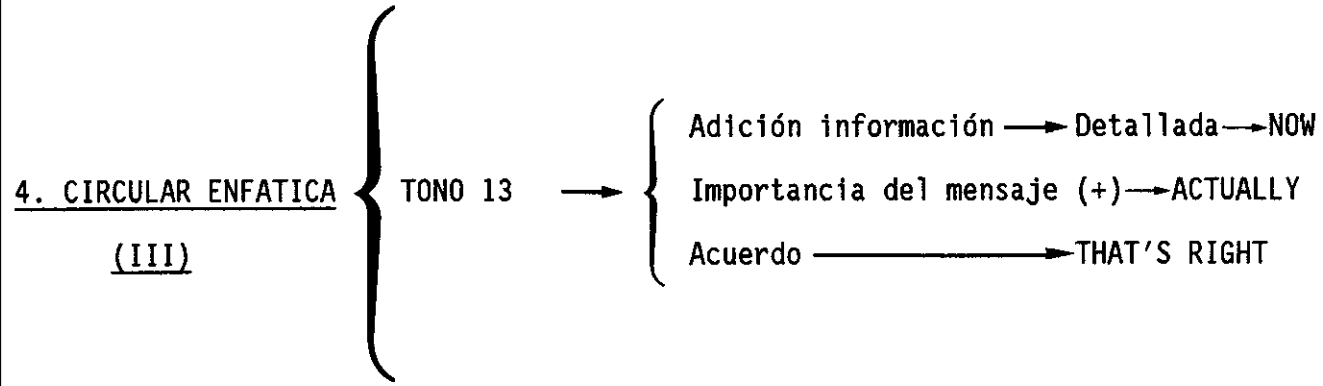 Adición información → Detallada → NOW
4. CIRCULAR ENFATICA TONO 13 → Importancia del mensaje (+) → ACTUALLY
(III) Acuerdo → THAT'S RIGHT